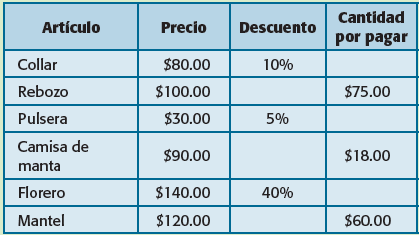 Artículo Precio Descuento Cantidad por pagar
Collar $80.00 10%
Rebozo $100.00 $75.00
Pulsera $30.00 5%
Camisa de manta $90.00 $18.00
Florero $140.00 40%
Mantel $120.00 $60.00